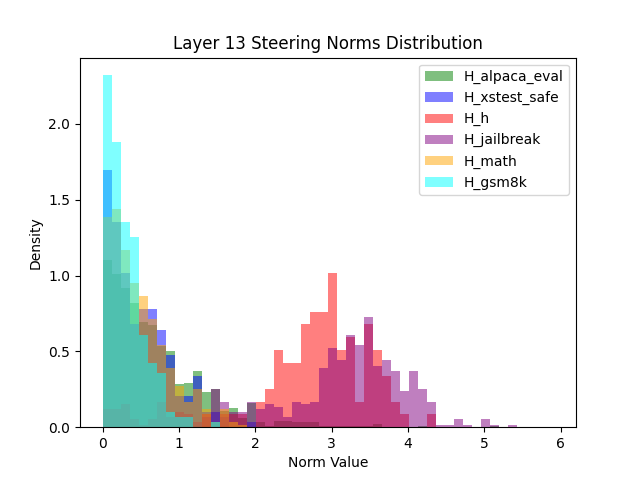 Layer 13 Steering Norms Distribution
H_alpaca_eval
H_xstest_safe
H_h
H_jailbreak
H_math
H_gsm8k
2.0
1.5
1.0
0.5
0.0
Density
0 1 2 3 4 5 6
Norm Value